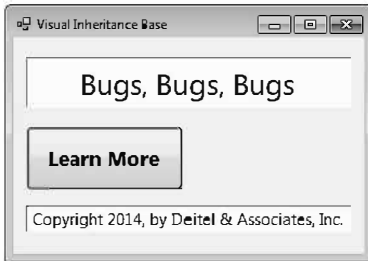 Visual Inheritance Base
Bugs, Bugs, Bugs
Learn More
Copyright 2014, by Deitel & Associates, Inc.